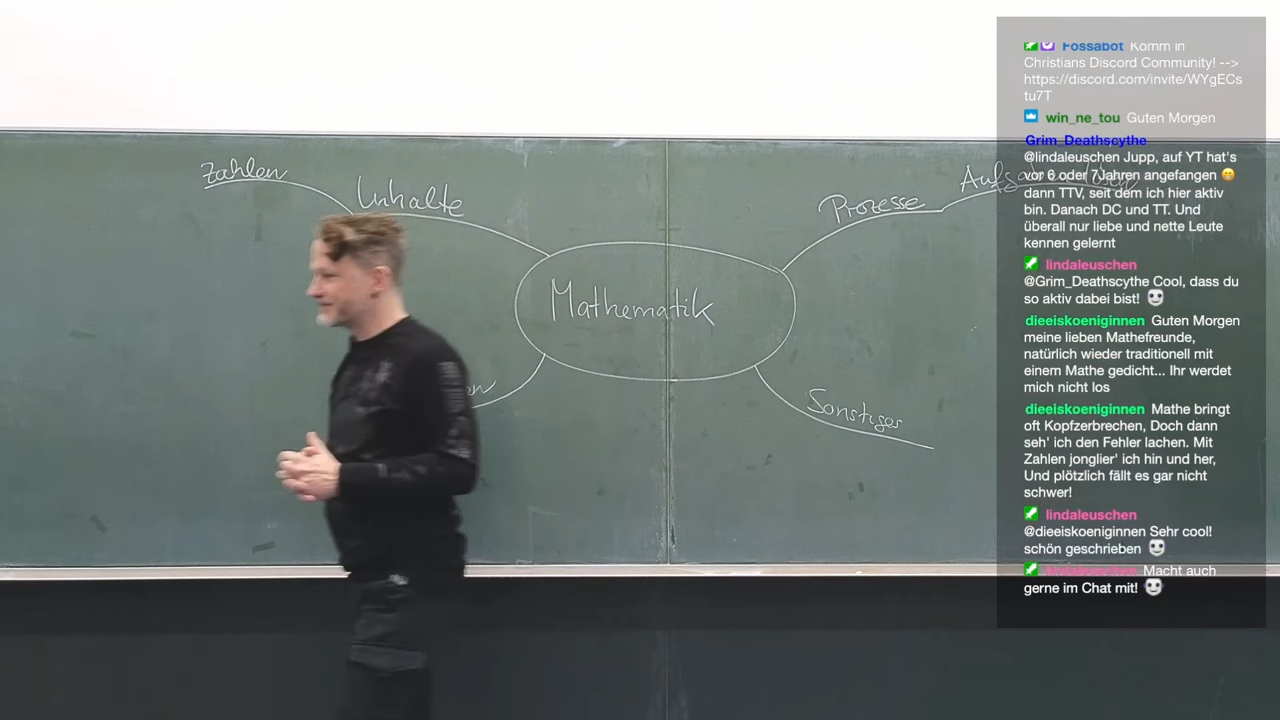 Zahlen
Inhalte
Mathematik
Prozesse
Sonstiges
Fossabot Komm in
Christians Discord Community! -->
https://discord.com/invite/WYgECs
tu7T
win_ne_tou Guten Morgen
Grim_Deathscythe
@lindaleuschen Jupp, auf YT hat's
vor 6 oder 7Jahren angefangen 😁
dann TTV, seit dem ich hier aktiv
bin. Danach DC und TT. Und
überall nur liebe und nette Leute
kennen gelernt
lindaleuschen
@Grim_Deathscythe Cool, dass du
so aktiv dabei bist!
dieeiskoeniginnen Guten Morgen
meine lieben Mathefreunde,
natürlich wieder traditionell mit
einem Mathe gedicht... Ihr werdet
mich nicht los
dieeiskoeniginnen Mathe bringt
oft Kopfzerbrechen, Doch dann
seh' ich den Fehler lachen. Mit
Zahlen jonglier' ich hin und her,
Und plötzlich fällt es gar nicht
schwer!
lindaleuschen
@dieeiskoeniginnen Sehr cool!
schön geschrieben
lindaleuschen Macht auch
gerne im Chat mit!